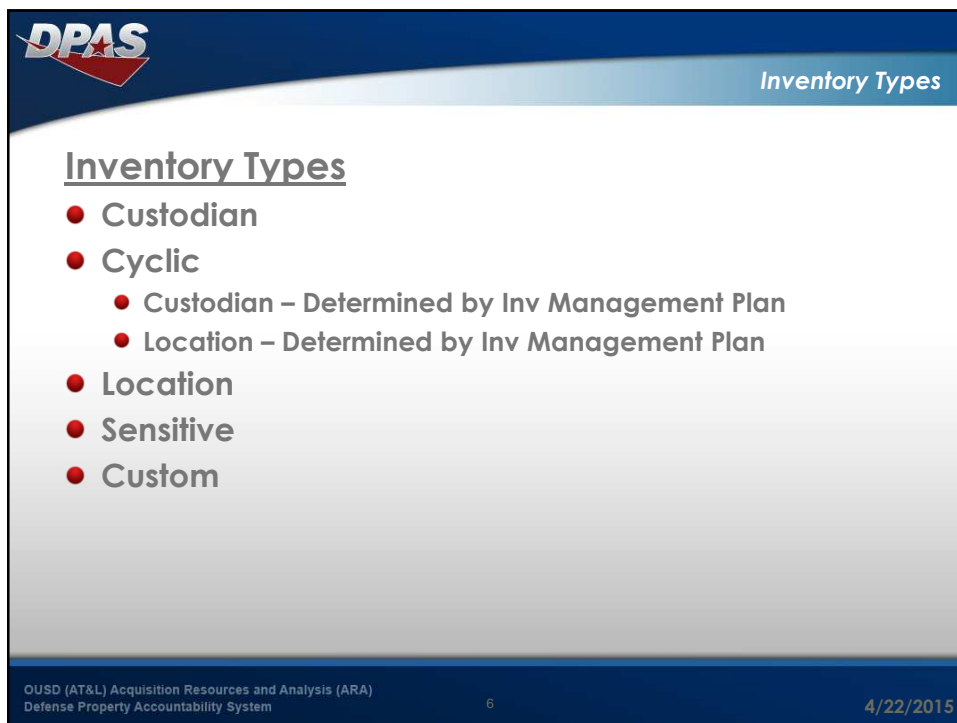 DPAS
Inventory Types
Inventory Types
Custodian
Cyclic
Custodian – Determined by Inv Management Plan
Location – Determined by Inv Management Plan
Location
Sensitive
Custom
OUSD (AT&L) Acquisition Resources and Analysis (ARA)
Defense Property Accountability System
6
4/22/2015